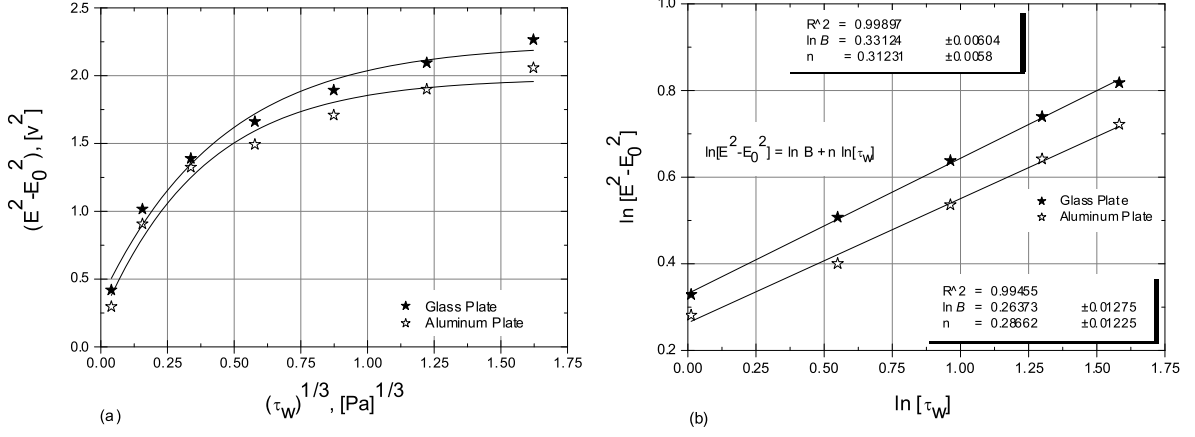 2.5
2.0
1.5
1.0
0.5
0.0
(E²-E₀²), [v²]
Glass Plate
Aluminum Plate
0.00 0.25 0.50 0.75 1.00 1.25 1.50 1.75
(τw)^1/3, [Pa]^1/3
(a)
1.0
0.8
0.6
0.4
0.2
ln [E²-E₀²]
R^2 = 0.99897
ln B = 0.33124 ±0.00604
n = 0.31231 ±0.0058
ln[E²-E₀²] = ln B + n ln[τw]
Glass Plate
Aluminum Plate
R^2 = 0.99455
ln B = 0.26373 ±0.01275
n = 0.28662 ±0.01225
0.00 0.25 0.50 0.75 1.00 1.25 1.50 1.75
ln [τw]
(b)